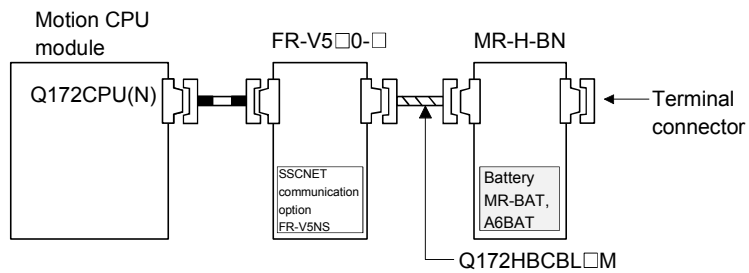 Motion CPU
module
FR-V5□0-□
MR-H-BN
Q172CPU(N)
Terminal
connector
SSCNET
communication
option
FR-V5NS
Battery
MR-BAT,
A6BAT
Q172HBCBL□M